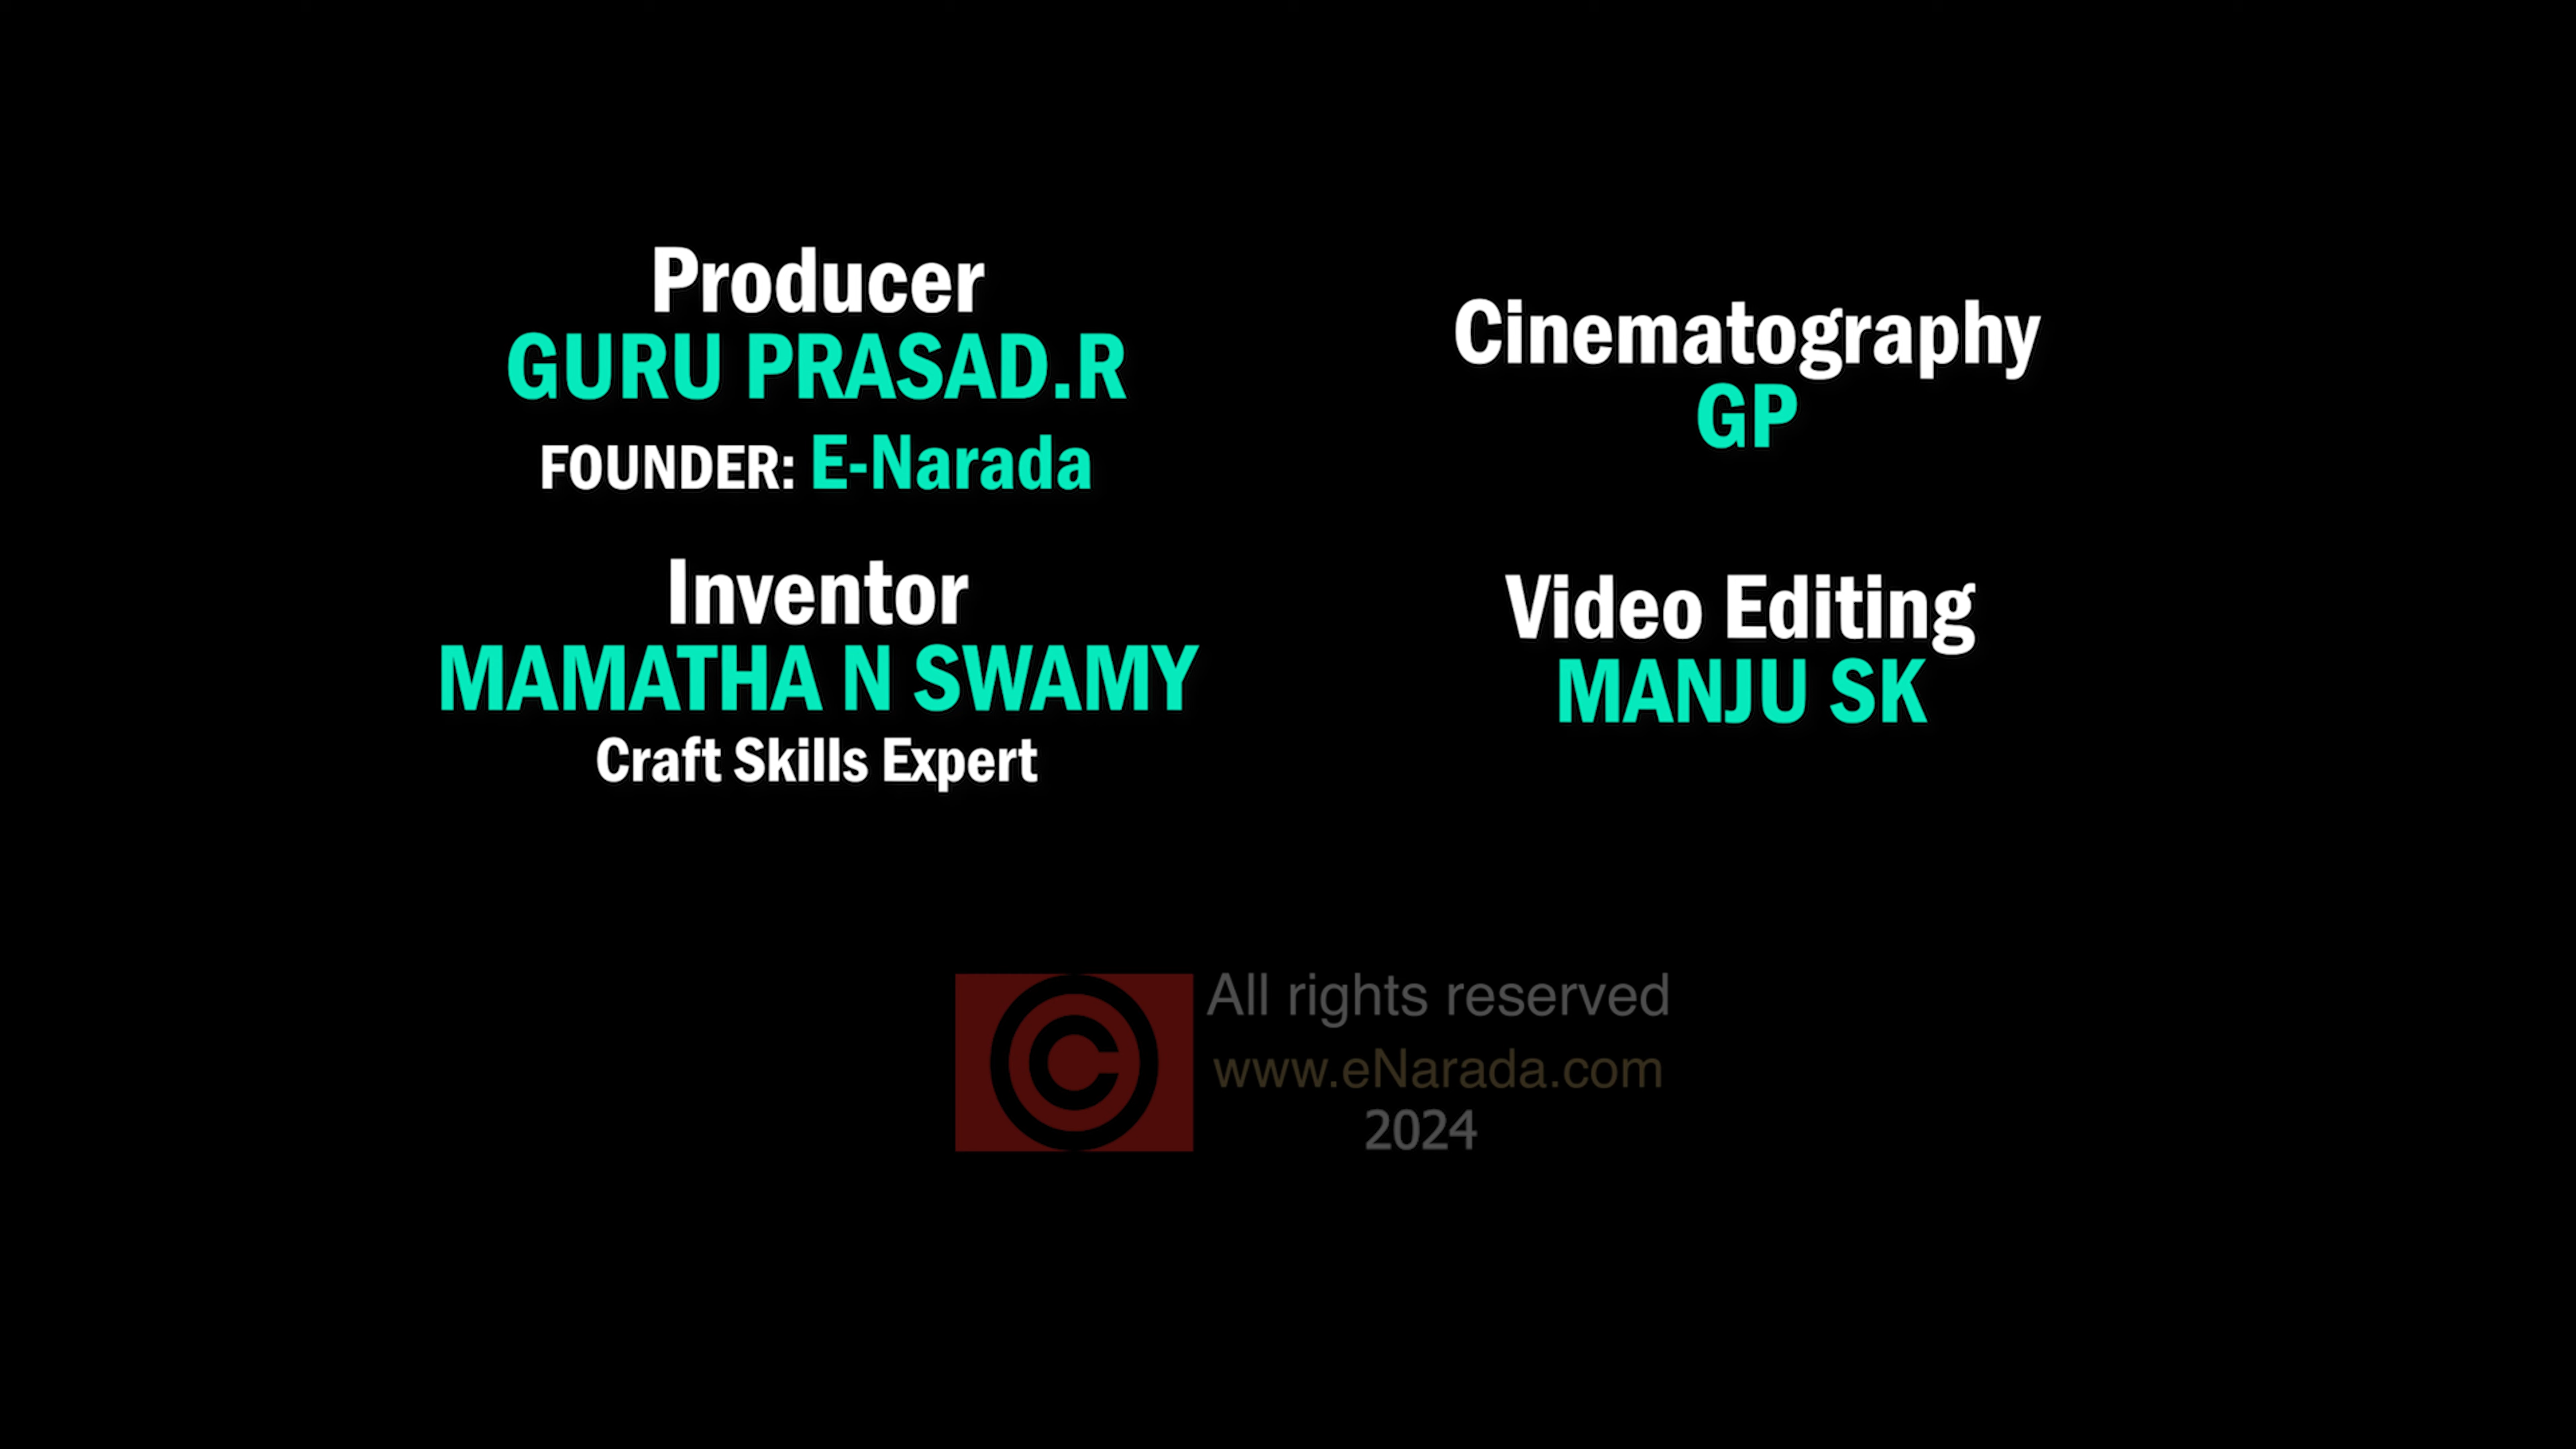 Producer
GURU PRASAD.R
FOUNDER: E-Narada
Inventor
MAMATHA N SWAMY
Craft Skills Expert
Cinematography
GP
Video Editing
MANJU SK
© All rights reserved
www.eNarada.com
2024